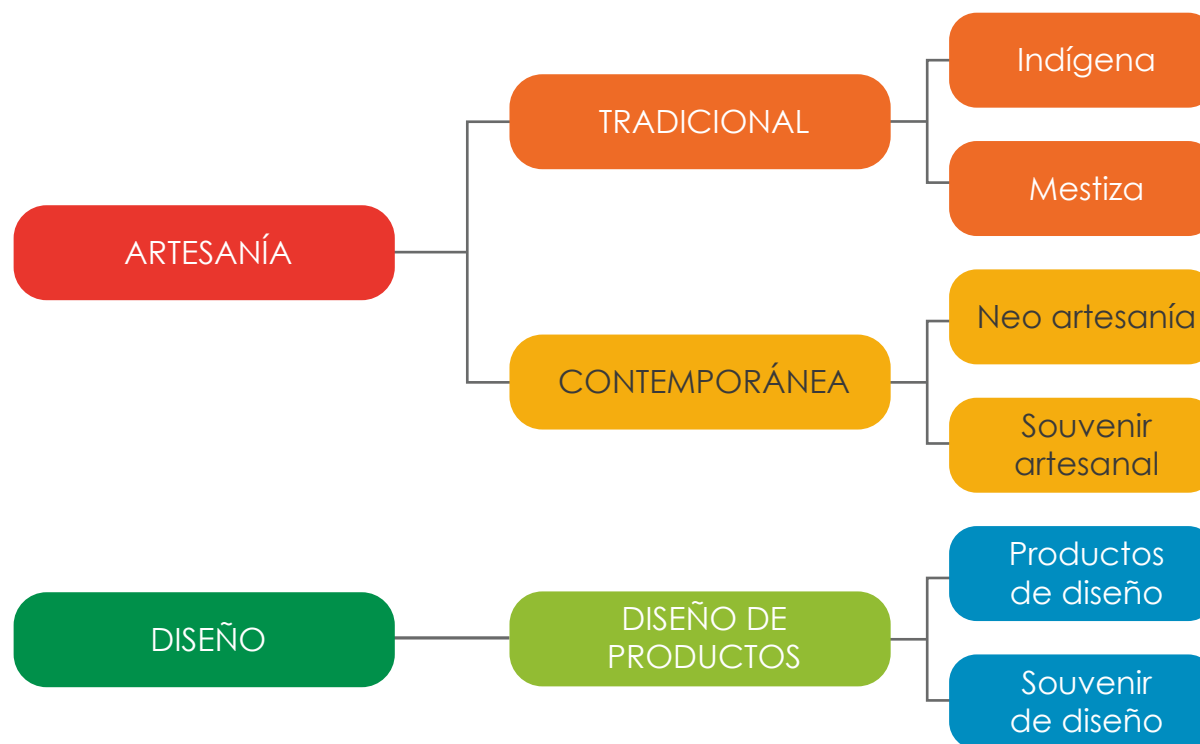 Indígena
TRADICIONAL
Mestiza
ARTESANÍA
Neo artesanía
CONTEMPORÁNEA
Souvenir
artesanal
Productos
de diseño
DISEÑO
DISEÑO DE
PRODUCTOS
Souvenir
de diseño